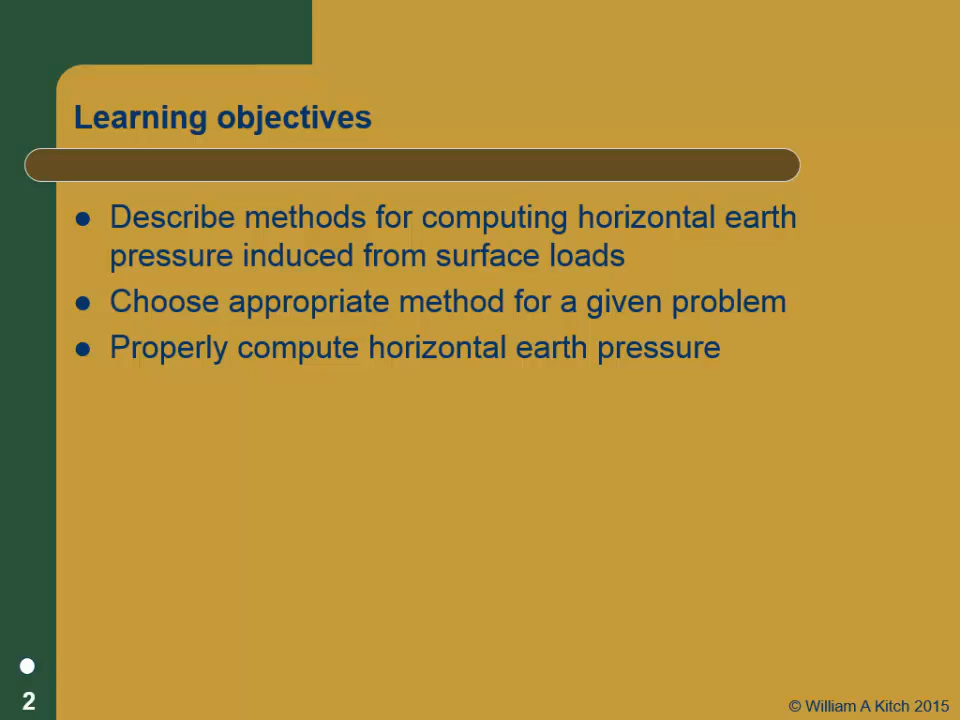 Learning objectives
● Describe methods for computing horizontal earth
pressure induced from surface loads
● Choose appropriate method for a given problem
● Properly compute horizontal earth pressure
2
© William A Kitch 2015